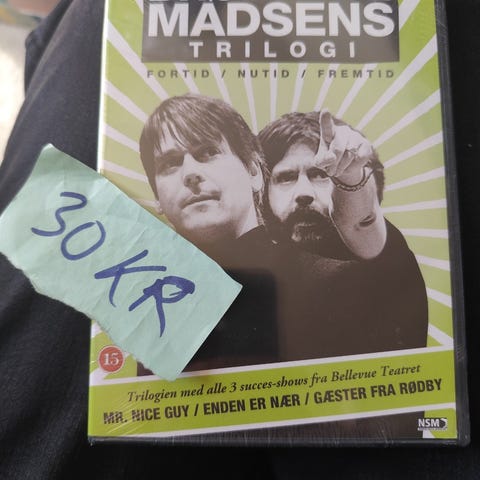 MADSENS
TRILOGI
FORTID / NUTID / FREMTID
30 KR
15
Trilogien med alle 3 succes-shows fra Bellevue Teatret
MR. NICE GUY / ENDEN ER NÆR / GÆSTER FRA RØDBY
NSM